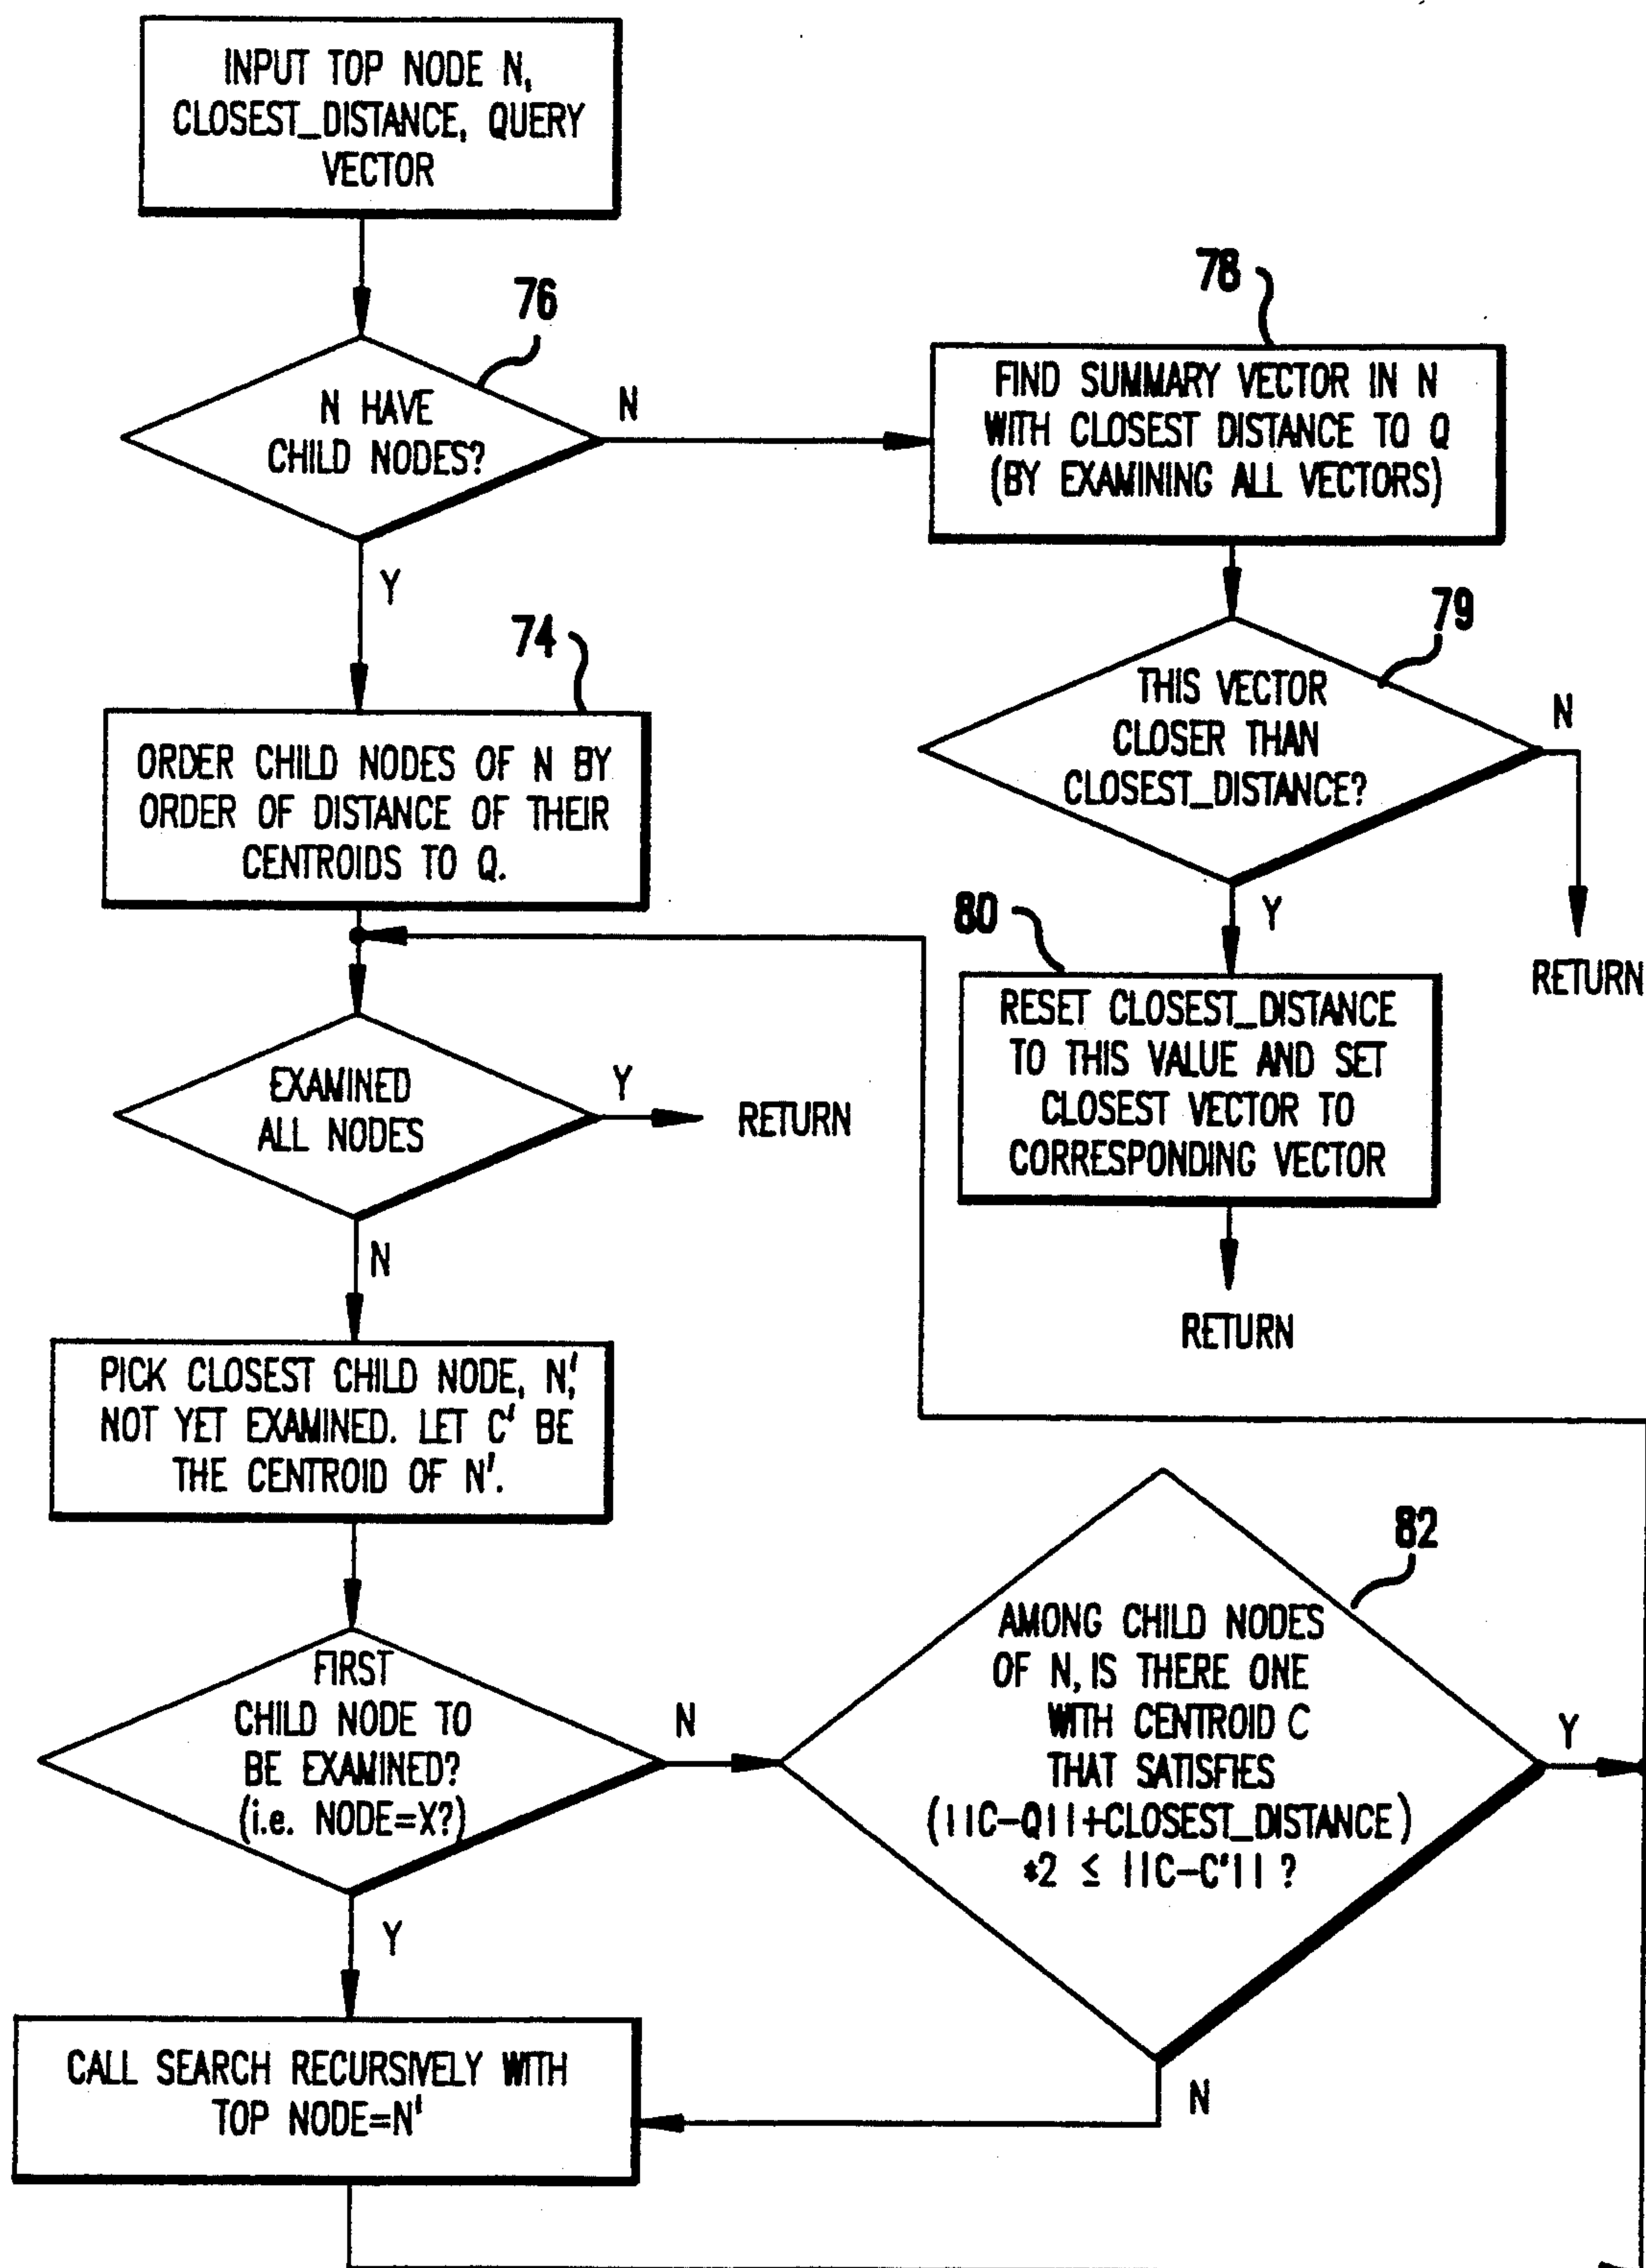 INPUT TOP NODE N,
CLOSEST_DISTANCE, QUERY
VECTOR
76
N HAVE
CHILD NODES?
N
Y
78
FIND SUMMARY VECTOR IN N
WITH CLOSEST DISTANCE TO Q
(BY EXAMINING ALL VECTORS)
79
THIS VECTOR
CLOSER THAN
CLOSEST_DISTANCE?
N
RETURN
Y
80
RESET CLOSEST_DISTANCE
TO THIS VALUE AND SET
CLOSEST VECTOR TO
CORRESPONDING VECTOR
RETURN
74
ORDER CHILD NODES OF N BY
ORDER OF DISTANCE OF THEIR
CENTROIDS TO Q.
EXAMINED
ALL NODES
Y
RETURN
N
PICK CLOSEST CHILD NODE, N',
NOT YET EXAMINED. LET C' BE
THE CENTROID OF N'.
FIRST
CHILD NODE TO
BE EXAMINED?
(i.e. NODE=X?)
N
Y
82
AMONG CHILD NODES
OF N, IS THERE ONE
WITH CENTROID C
THAT SATISFIES
(||C-Q||+CLOSEST_DISTANCE)
*2 ≤ ||C-C'|| ?
Y
N
CALL SEARCH RECURSIVELY WITH
TOP NODE=N'